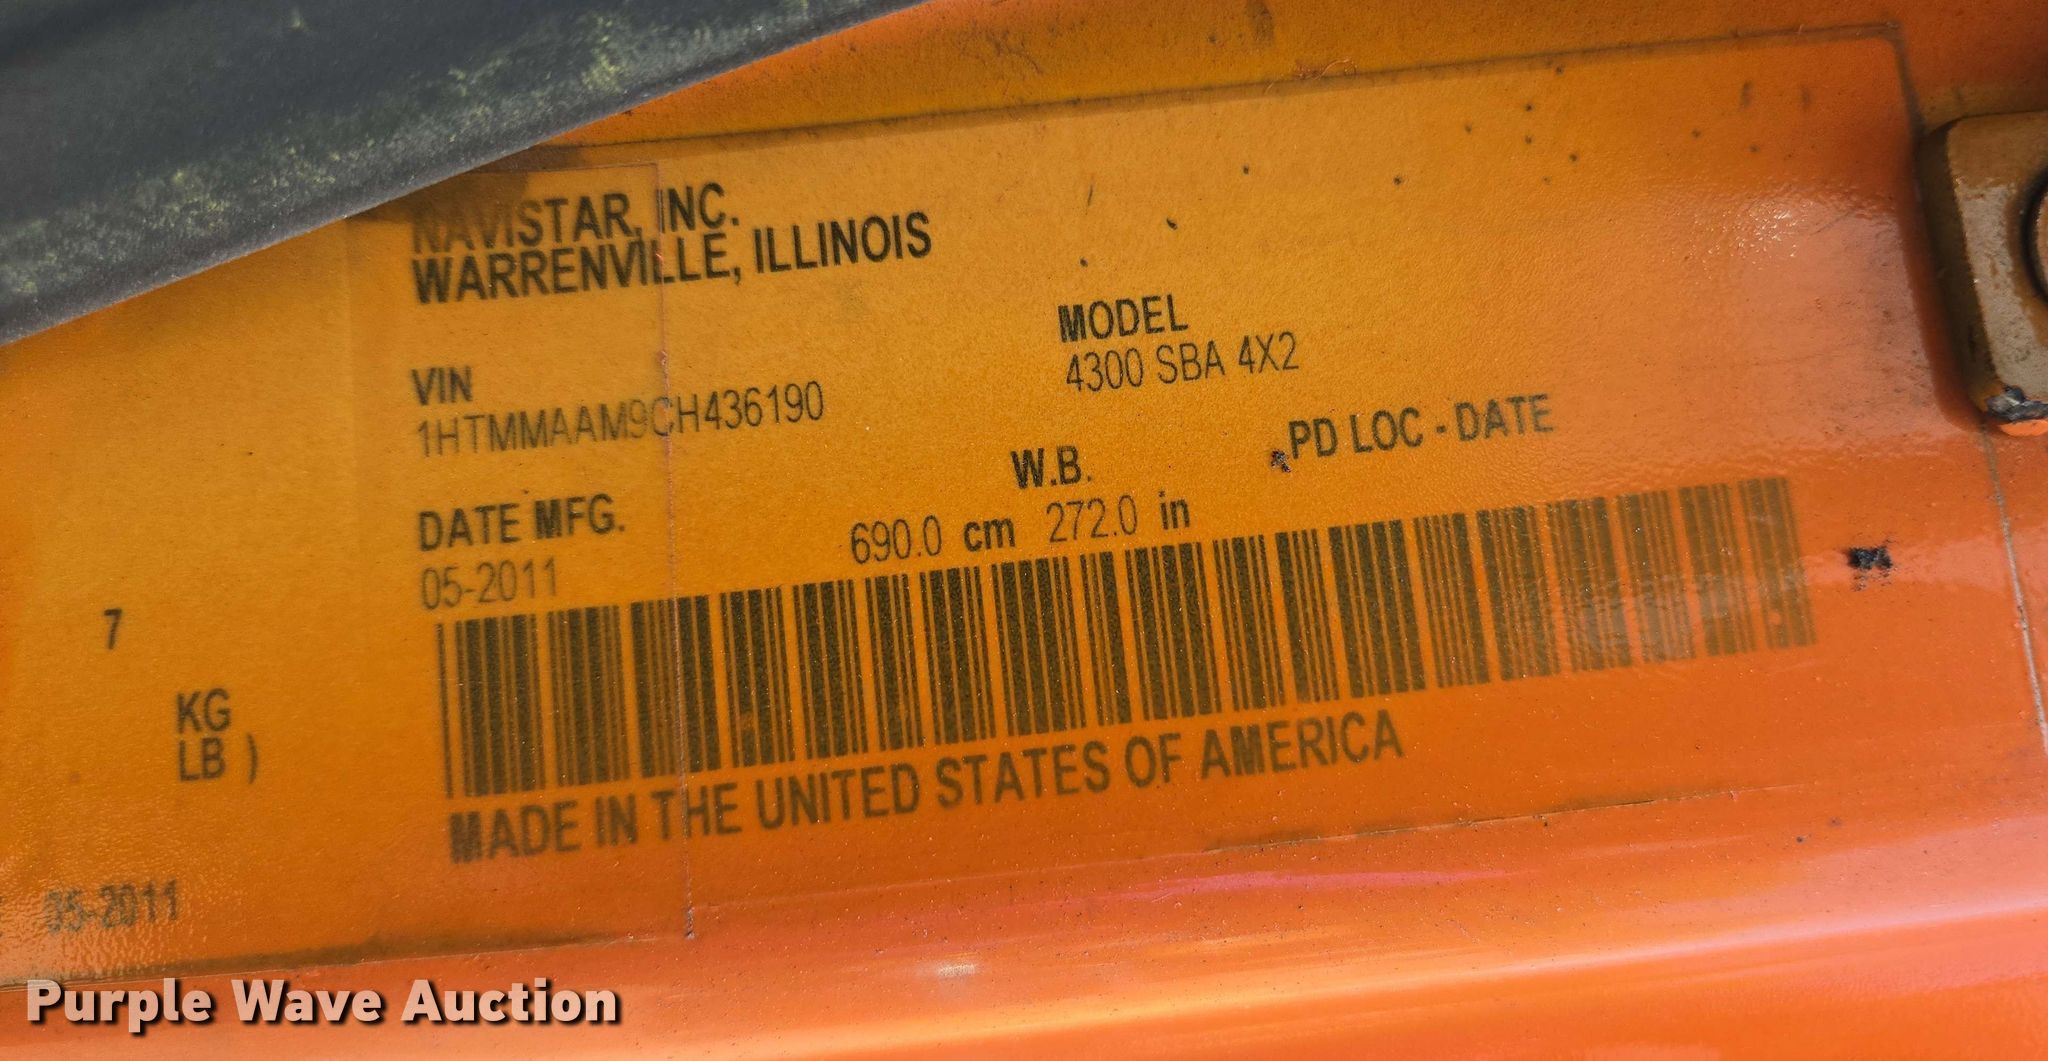 NAVISTAR, INC.
WARRENVILLE, ILLINOIS
MODEL
4300 SBA 4X2
VIN
1HTMMAAM9CH436190
PD LOC - DATE
W.B.
DATE MFG.
690.0 cm 272.0 in
05-2011
7
KG
LB )
MADE IN THE UNITED STATES OF AMERICA
05-2011
Purple Wave Auction